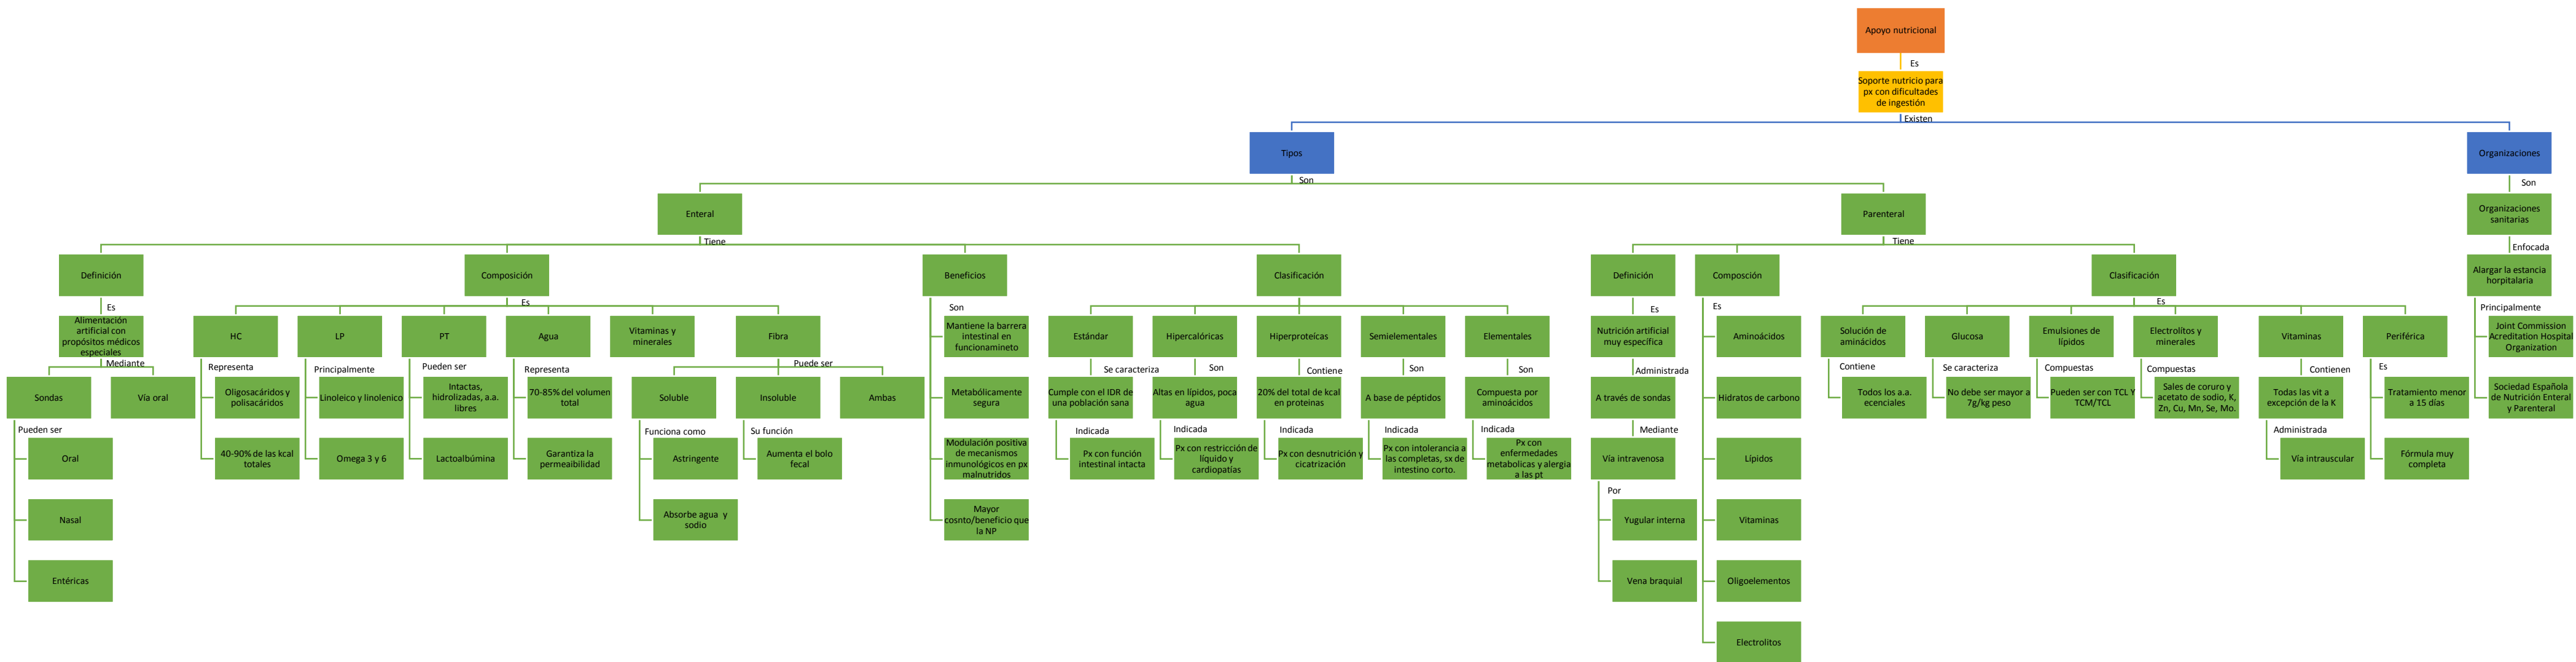 Apoyo nutricional
Es
Soporte nutricio para
px con dificultades
de ingestión
Existen
Tipos
Organizaciones
Son
Son
Enteral
Parenteral
Organizaciones
sanitarias
Tiene
Tiene
Enfocada
Definición
Composición
Beneficios
Clasificación
Definición
Composción
Clasificación
Alargar la estancia
horpitalaria
Es
Es
Son
Es
Es
Es
Principalmente
Alimentación
artificial con
propósitos médicos
especiales
HC
LP
PT
Agua
Vitaminas y
minerales
Fibra
Mantiene la barrera
intestinal en
funcionamineto
Estándar
Hipercalóricas
Hiperproteícas
Semielementales
Elementales
Nutrición artificial
muy específica
Aminoácidos
Solución de
aminácidos
Glucosa
Emulsiones de
lípidos
Electrolítos y
minerales
Vitaminas
Periférica
Joint Commission
Acreditation Hospital
Organization
Mediante
Representa
Principalmente
Pueden ser
Representa
Puede ser
Se caracteriza
Son
Contiene
Son
Son
Administrada
Contiene
Se caracteriza
Compuestas
Compuestas
Contienen
Es
Sondas
Vía oral
Oligosacáridos y
polisacáridos
Linoleico y linolenico
Intactas,
hidrolizadas, a.a.
libres
70-85% del volumen
total
Soluble
Insoluble
Ambas
Metabólicamente
segura
Cumple con el IDR de
una población sana
Altas en lípidos, poca
agua
20% del total de kcal
en proteinas
A base de péptidos
Compuesta por
aminoácidos
A través de sondas
Hidratos de carbono
Todos los a.a.
ecenciales
No debe ser mayor a
7g/kg peso
Pueden ser con TCL Y
TCM/TCL
Sales de coruro y
acetato de sodio, K,
Zn, Cu, Mn, Se, Mo.
Todas las vit a
excepción de la K
Tratamiento menor
a 15 días
Sociedad Española
de Nutrición Enteral
y Parenteral
Pueden ser
Funciona como
Su función
Indicada
Indicada
Indicada
Indicada
Indicada
Mediante
Administrada
Oral
40-90% de las kcal
totales
Omega 3 y 6
Lactoalbúmina
Garantiza la
permeaibilidad
Astringente
Aumenta el bolo
fecal
Modulación positiva
de mecanismos
inmunológicos en px
malnutridos
Px con función
intestinal intacta
Px con restricción de
líquido y
cardiopatías
Px con desnutrición y
cicatrización
Px con intolerancia a
las completas, sx de
intestino corto.
Px con
enfermedades
metabolicas y alergia
a las pt
Vía intravenosa
Lípidos
Vía intrauscular
Fórmula muy
completa
Por
Nasal
Absorbe agua y
sodio
Mayor
cosnto/beneficio que
la NP
Yugular interna
Vitaminas
Entéricas
Vena braquial
Oligoelementos
Electrolitos